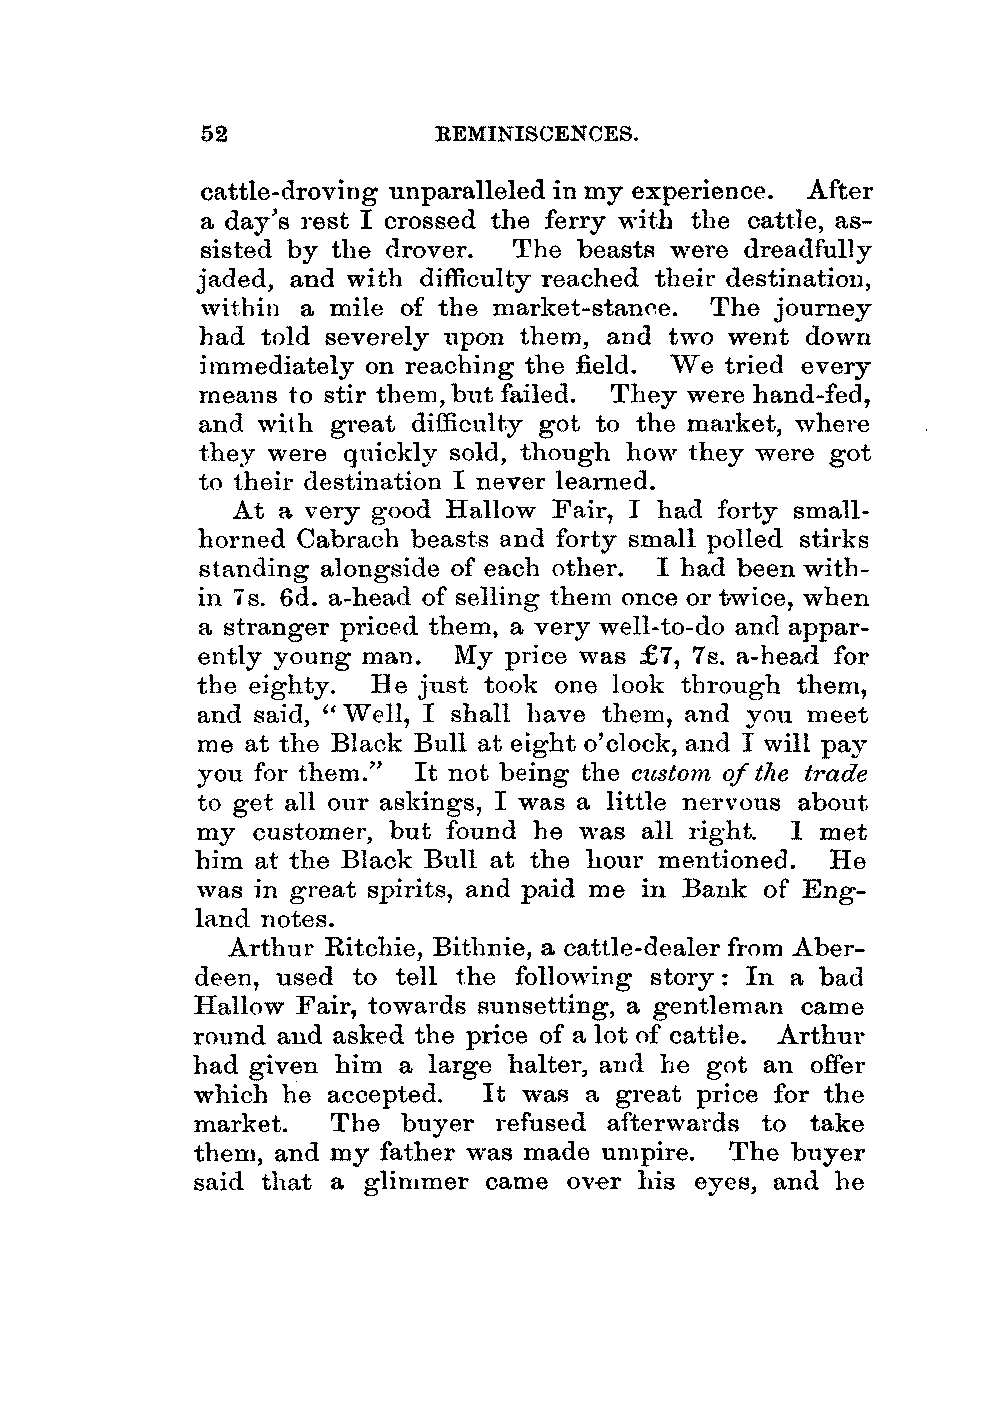 52 REMINISCENCES.
cattle-droving unparalleled in my experience. After
a day's rest I crossed the ferry with the cattle, as-
sisted by the drover. The beasts were dreadfully
jaded, and with difficulty reached their destination,
within a mile of the market-stance. The journey
had told severely upon them, and two went down
immediately on reaching the field. We tried every
means to stir them, but failed. They were hand-fed,
and with great difficulty got to the market, where
they were quickly sold, though how they were got
to their destination I never learned.
At a very good Hallow Fair, I had forty small-
horned Cabrach beasts and forty small polled stirks
standing alongside of each other. I had been with-
in 7s. 6d. a-head of selling them once or twice, when
a stranger priced them, a very well-to-do and appar-
ently young man. My price was £7, 7s. a-head for
the eighty. He just took one look through them,
and said, “Well, I shall have them, and you meet
me at the Black Bull at eight o'clock, and I will pay
you for them.” It not being the custom of the trade
to get all our askings, I was a little nervous about
my customer, but found he was all right. I met
him at the Black Bull at the hour mentioned. He
was in great spirits, and paid me in Bank of Eng-
land notes.
Arthur Ritchie, Bithnie, a cattle-dealer from Aber-
deen, used to tell the following story: In a bad
Hallow Fair, towards sunsetting, a gentleman came
round and asked the price of a lot of cattle. Arthur
had given him a large halter, and he got an offer
which he accepted. It was a great price for the
market. The buyer refused afterwards to take
them, and my father was made umpire. The buyer
said that a glimmer came over his eyes, and he